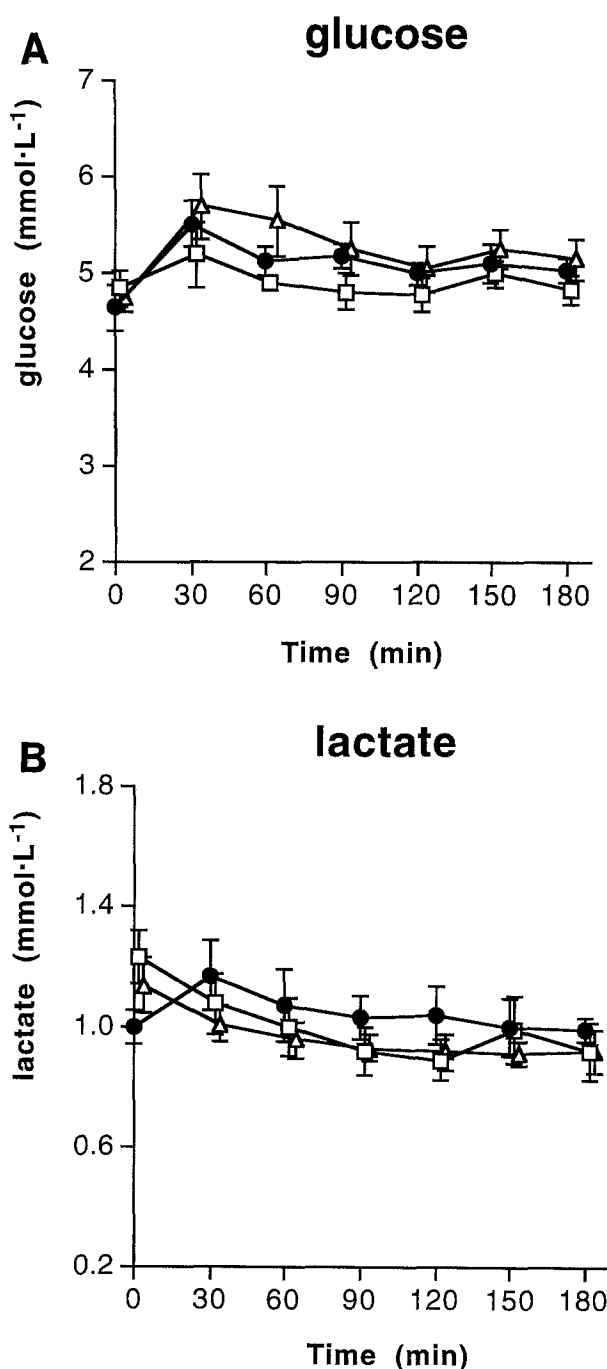 A
glucose
glucose (mmol·L⁻¹)
7
6
5
4
3
2
0 30 60 90 120 150 180
Time (min)
B
lactate
lactate (mmol·L⁻¹)
1.8
1.4
1.0
0.6
0.2
0 30 60 90 120 150 180
Time (min)